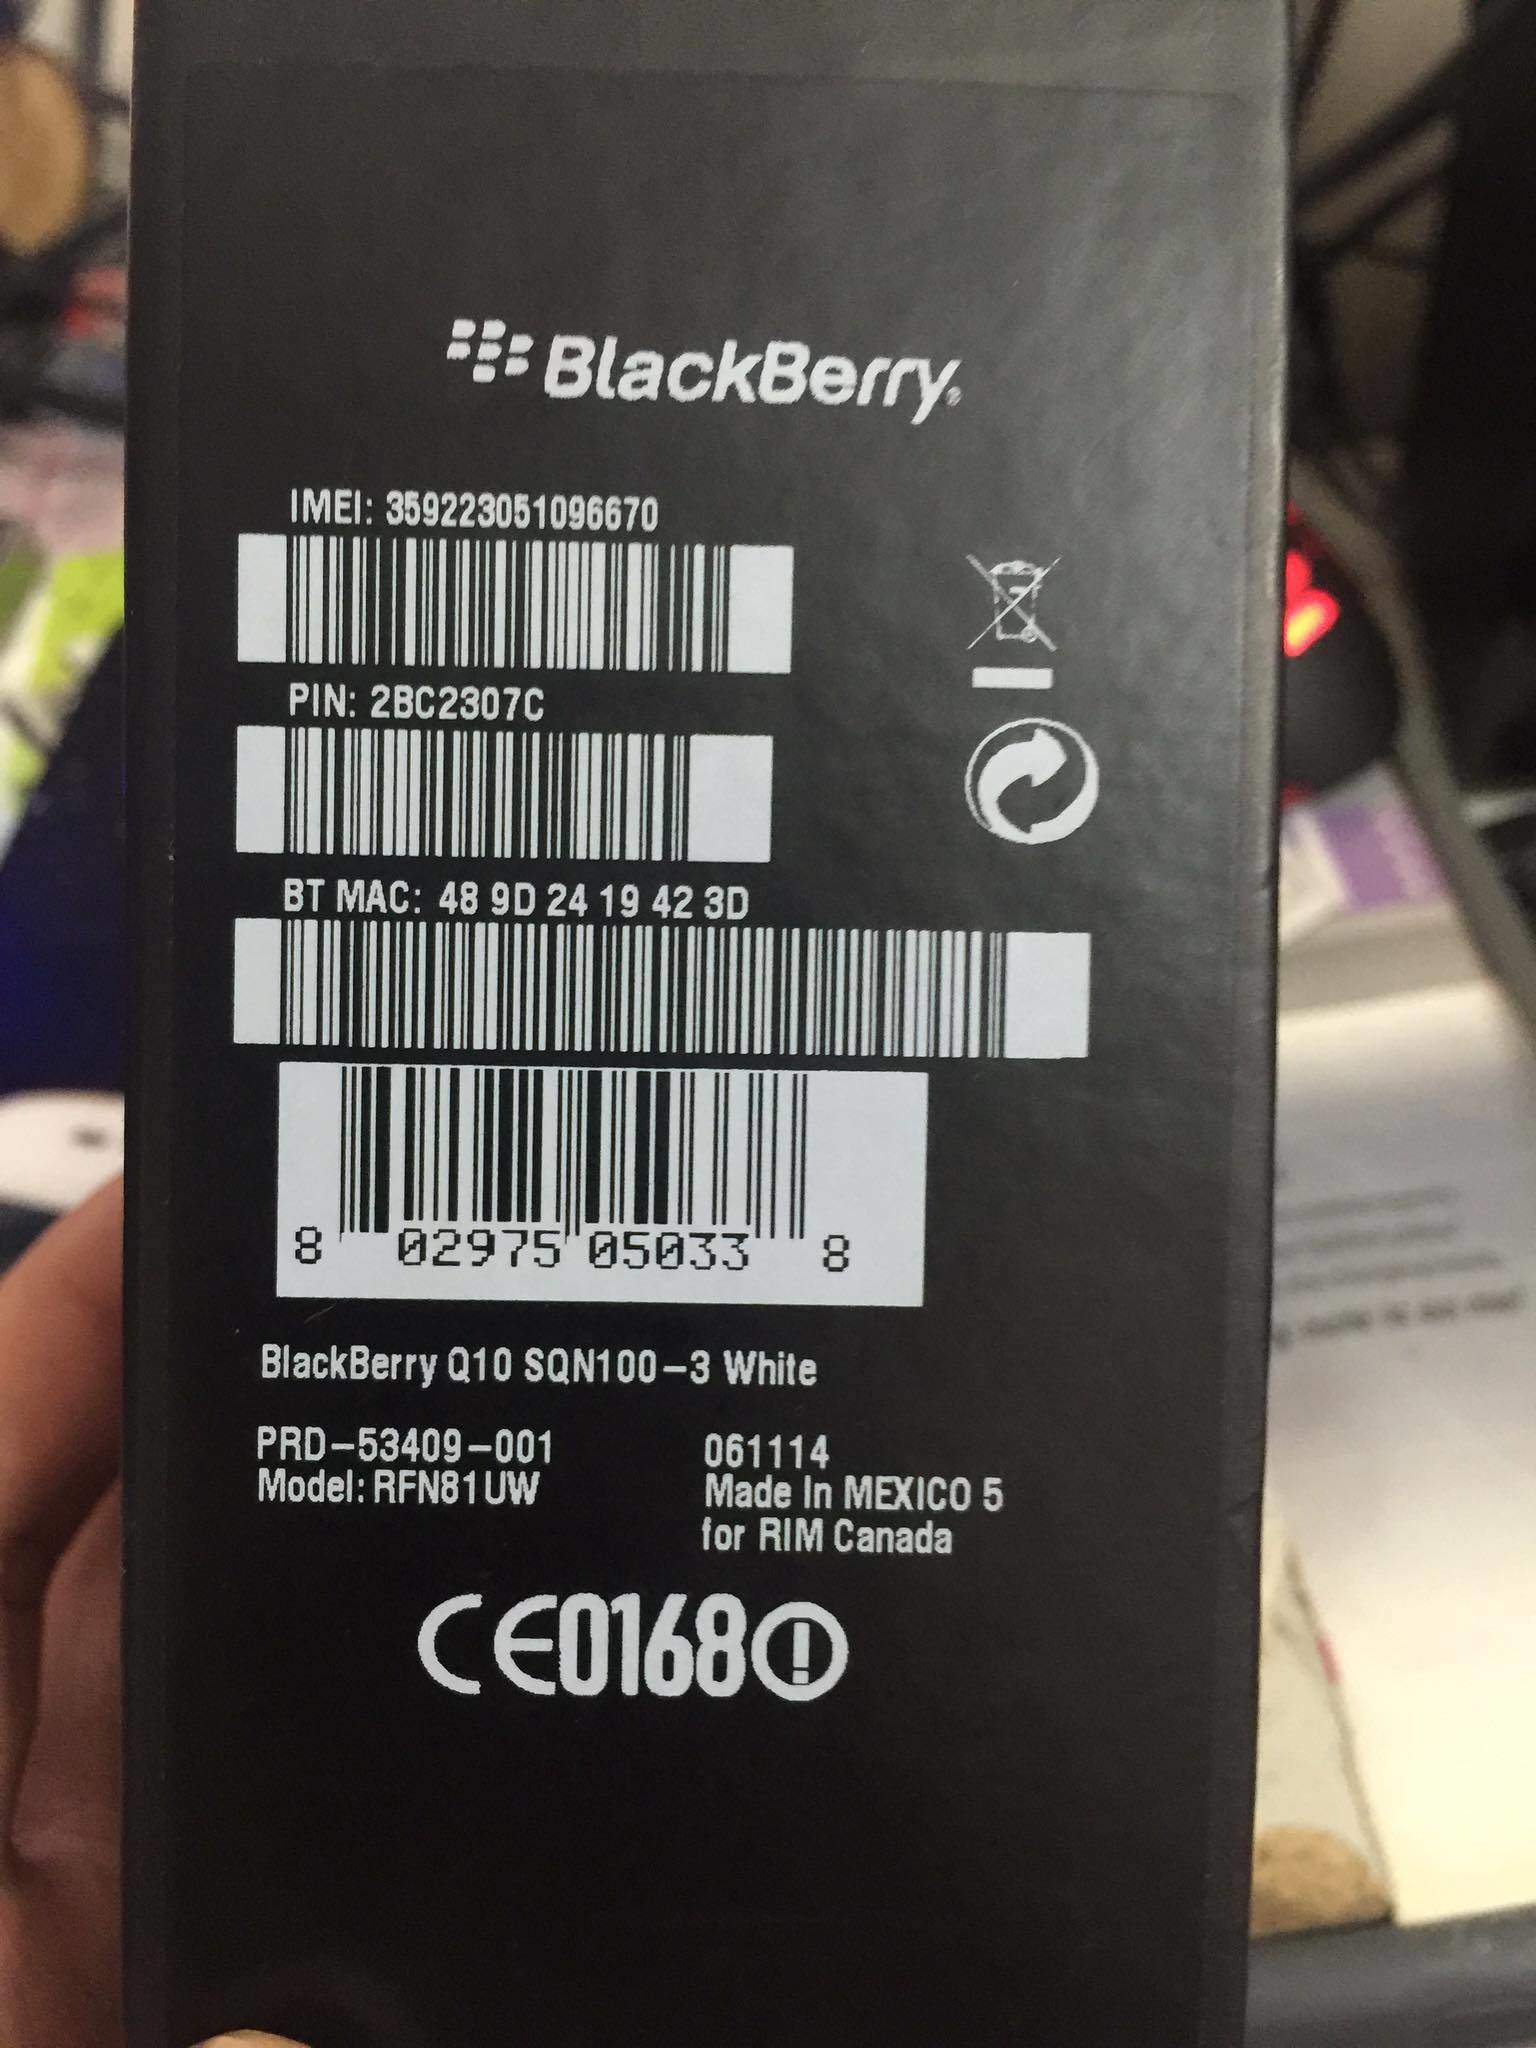 BlackBerry®
IMEI: 359223051096670
PIN: 2BC2307C
BT MAC: 48 9D 24 19 42 3D
8 02975 05033 8
BlackBerry Q10 SQN100-3 White
PRD-53409-001
Model: RFN81UW
061114
Made In MEXICO 5
for RIM Canada
CE0168